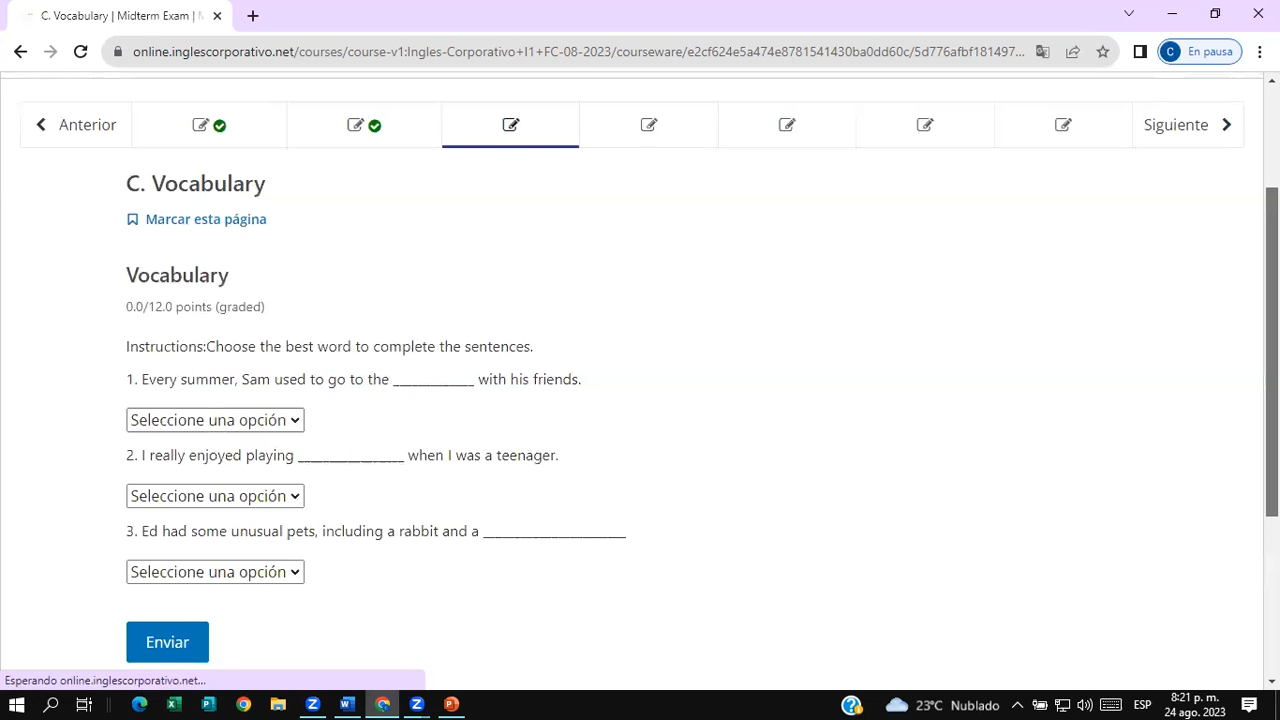 C. Vocabulary | Midterm Exam | M
online.inglescorporativo.net/courses/course-v1:Ingles-Corporativo+I1+FC-08-2023/courseware/e2cf624e5a474e8781541430ba0dd60c/5d776afbf181497...
C En pausa
Anterior
Siguiente
C. Vocabulary
Marcar esta página
Vocabulary
0.0/12.0 points (graded)
Instructions:Choose the best word to complete the sentences.
1. Every summer, Sam used to go to the _____________ with his friends.
Seleccione una opción
2. I really enjoyed playing _________________ when I was a teenager.
Seleccione una opción
3. Ed had some unusual pets, including a rabbit and a _______________________
Seleccione una opción
Enviar
Esperando online.inglescorporativo.net...
23°C Nublado
ESP
8:21 p. m.
24 ago. 2023